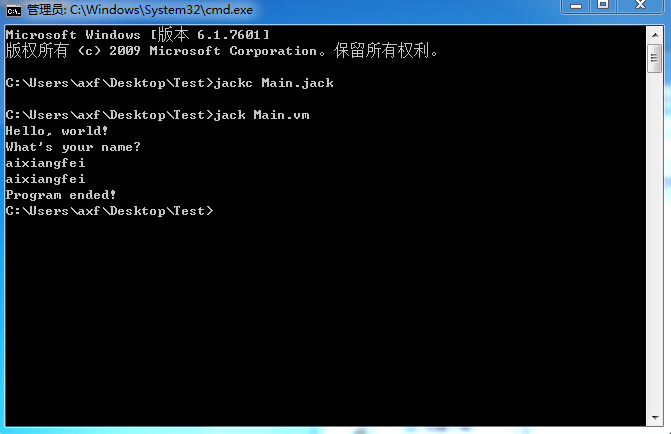 管理员: C:\Windows\System32\cmd.exe
Microsoft Windows [版本 6.1.7601]
版权所有 (c) 2009 Microsoft Corporation。保留所有权利。
C:\Users\axf\Desktop\Test>jackc Main.jack
C:\Users\axf\Desktop\Test>jack Main.vm
Hello, world!
What's your name?
aixiangfei
aixiangfei
Program ended!
C:\Users\axf\Desktop\Test>